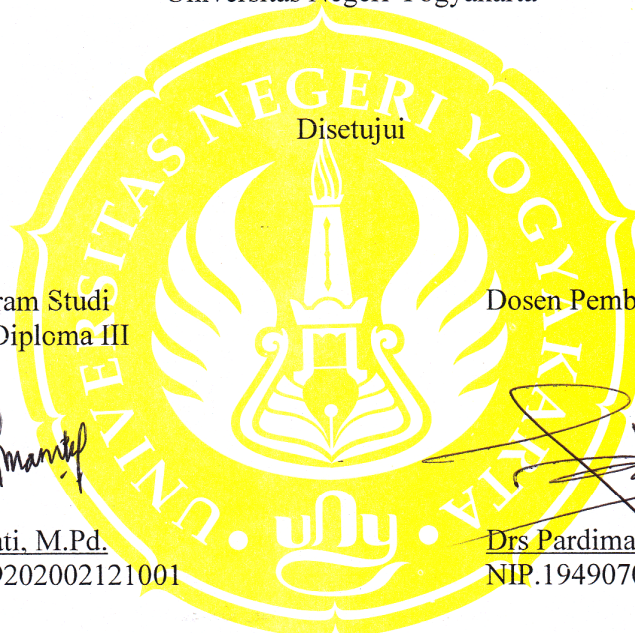 Universitas Negeri Yogyakarta
UNIVERSITAS NEGERI YOGYAKARTA
Disetujui
ram Studi
Diploma III
Dosen Pemb
uny
ti, M.Pd.
202002121001
Drs Pardima
NIP.194907